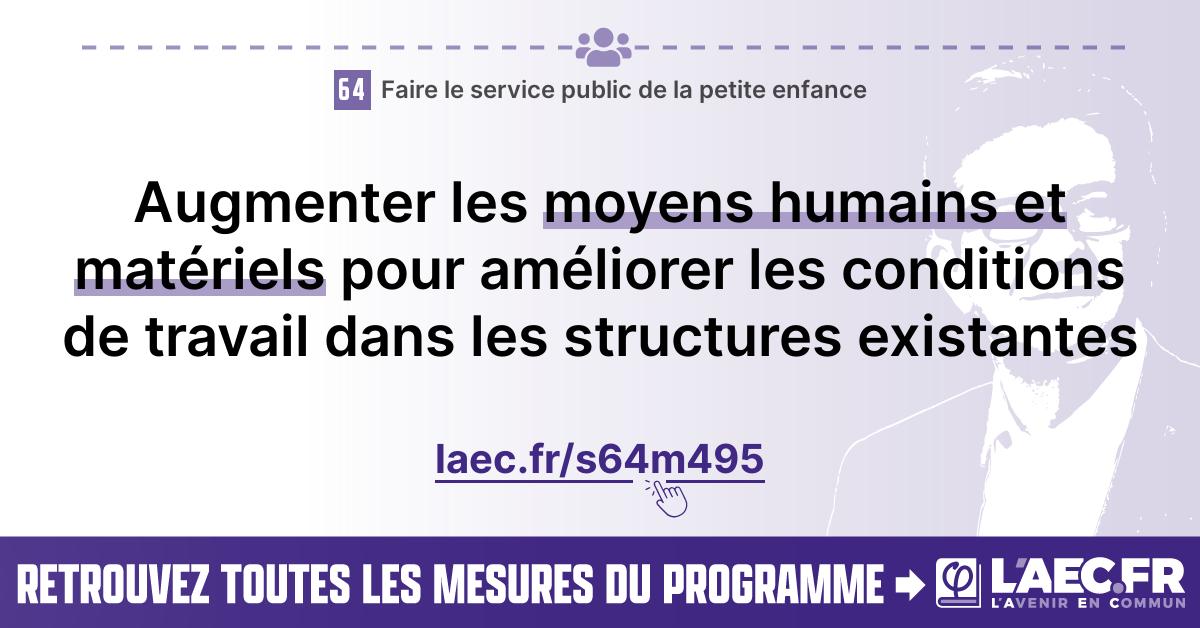 64 Faire le service public de la petite enfance
Augmenter les moyens humains et
matériels pour améliorer les conditions
de travail dans les structures existantes
laec.fr/s64m495
RETROUVEZ TOUTES LES MESURES DU PROGRAMME
L'AEC.FR
L'AVENIR EN COMMUN